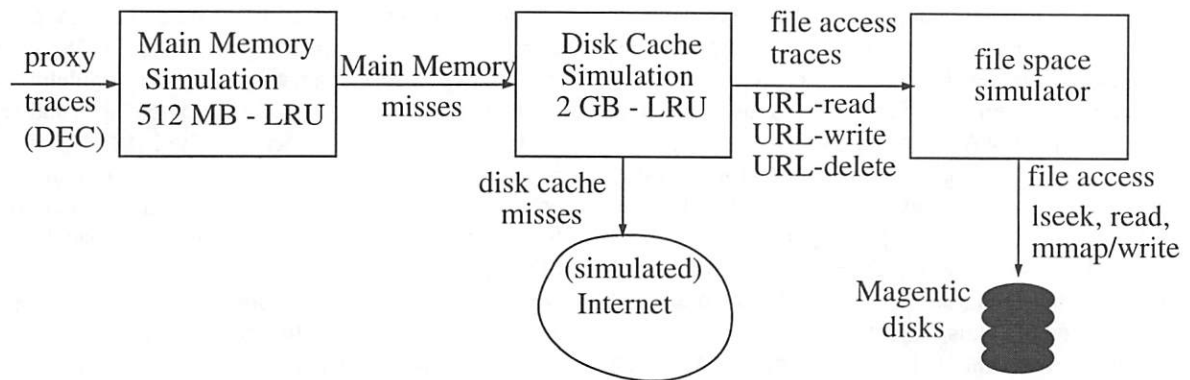 proxy
traces
(DEC)
Main Memory
Simulation
512 MB - LRU
Main Memory
misses
Disk Cache
Simulation
2 GB - LRU
file access
traces
URL-read
URL-write
URL-delete
file space
simulator
disk cache
misses
(simulated)
Internet
file access
lseek, read,
mmap/write
Magentic
disks